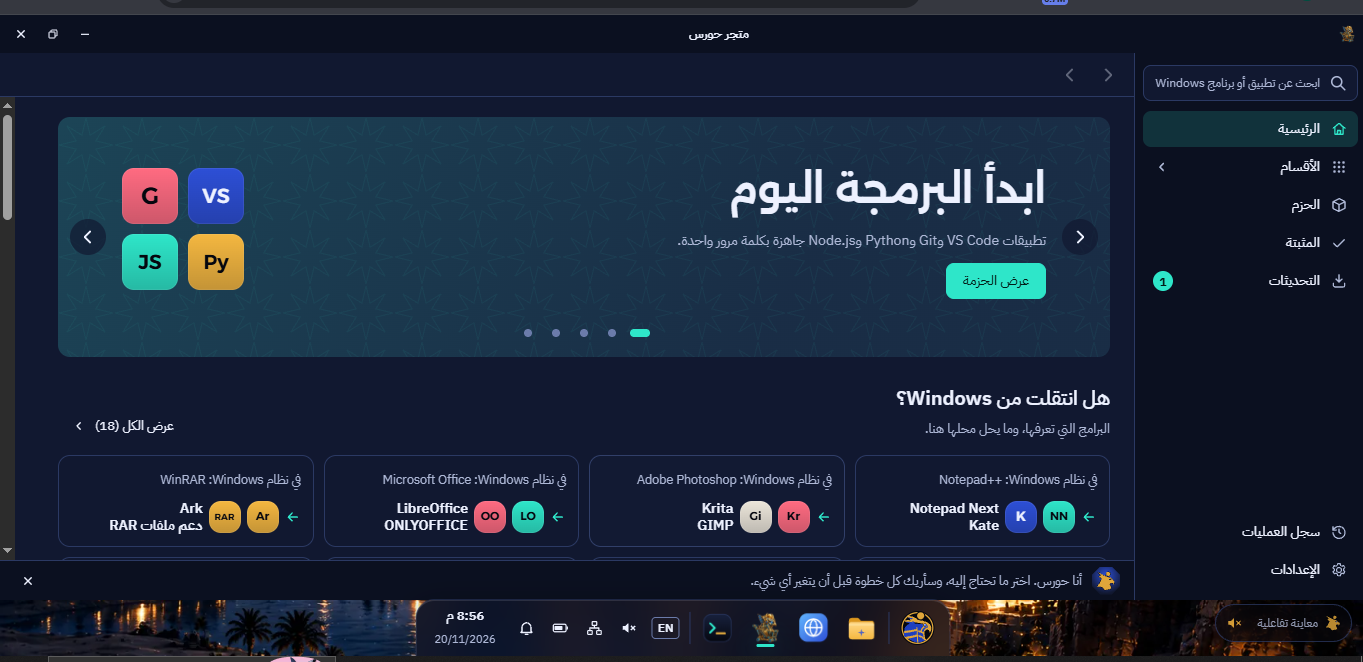 متجر حورس
ابحث عن تطبيق أو برنامج Windows
الرئيسية
الأقسام
الحزم
المثبتة
التحديثات
1
سجل العمليات
الإعدادات
ابدأ البرمجة اليوم
تطبيقات VS Code وGit وPython وNode.js جاهزة بكلمة مرور واحدة.
عرض الحزمة
VS
G
Py
JS
هل انتقلت من Windows؟
البرامج التي تعرفها، وما يحل محلها هنا.
عرض الكل (18)
في نظام Windows: Notepad++
NN
K
Notepad Next
Kate
في نظام Windows: Adobe Photoshop
Kr
Gi
Krita
GIMP
في نظام Windows: Microsoft Office
LO
OO
LibreOffice
ONLYOFFICE
في نظام Windows: WinRAR
Ar
RAR
Ark
دعم ملفات RAR
أنا حورس. اختر ما تحتاج إليه، وسأريك كل خطوة قبل أن يتغير أي شيء.
معاينة تفاعلية
EN
8:56 م
20/11/2026